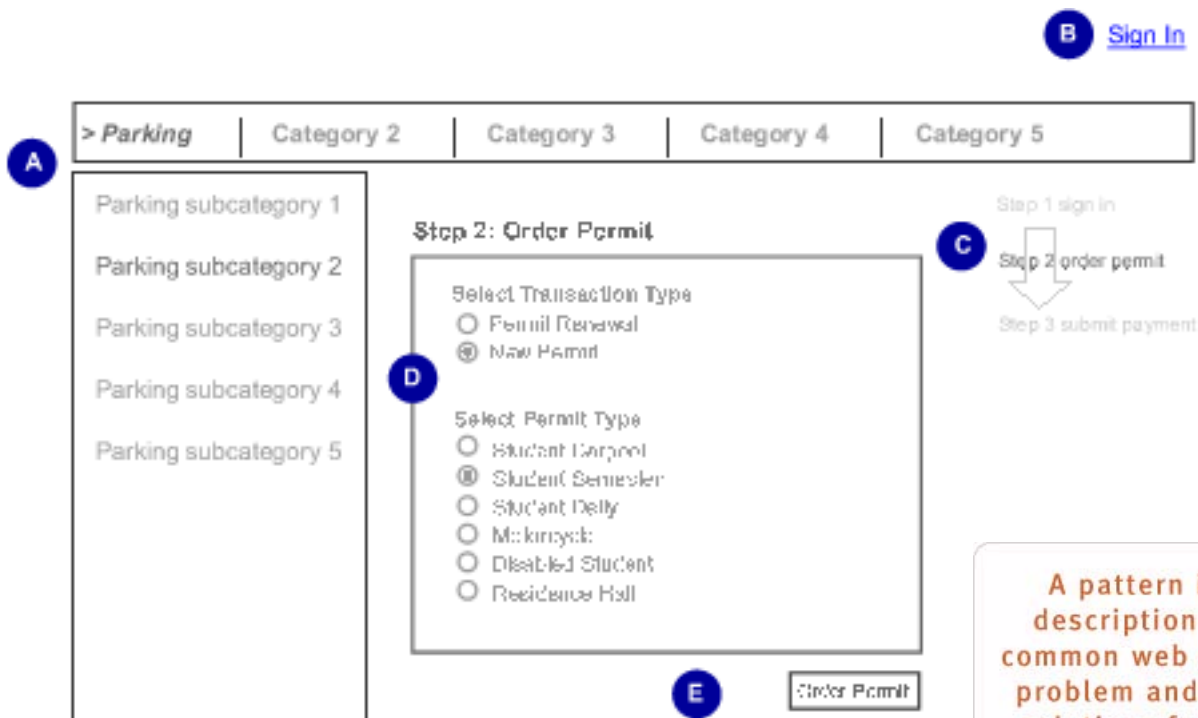 B Sign In
> Parking Category 2 Category 3 Category 4 Category 5
A
Parking subcategory 1
Parking subcategory 2
Parking subcategory 3
Parking subcategory 4
Parking subcategory 5
Step 2: Order Permit
D
Select Transaction Type
Permit Renewal
New Permit
Select Permit Type
Student Carpool
Student Semester
Student Daily
Motorcycle
Disabled Student
Residence Hall
E Order Permit
C
Step 1 sign in
Step 2 order permit
Step 3 submit payment
A pattern
description
common web
problem and